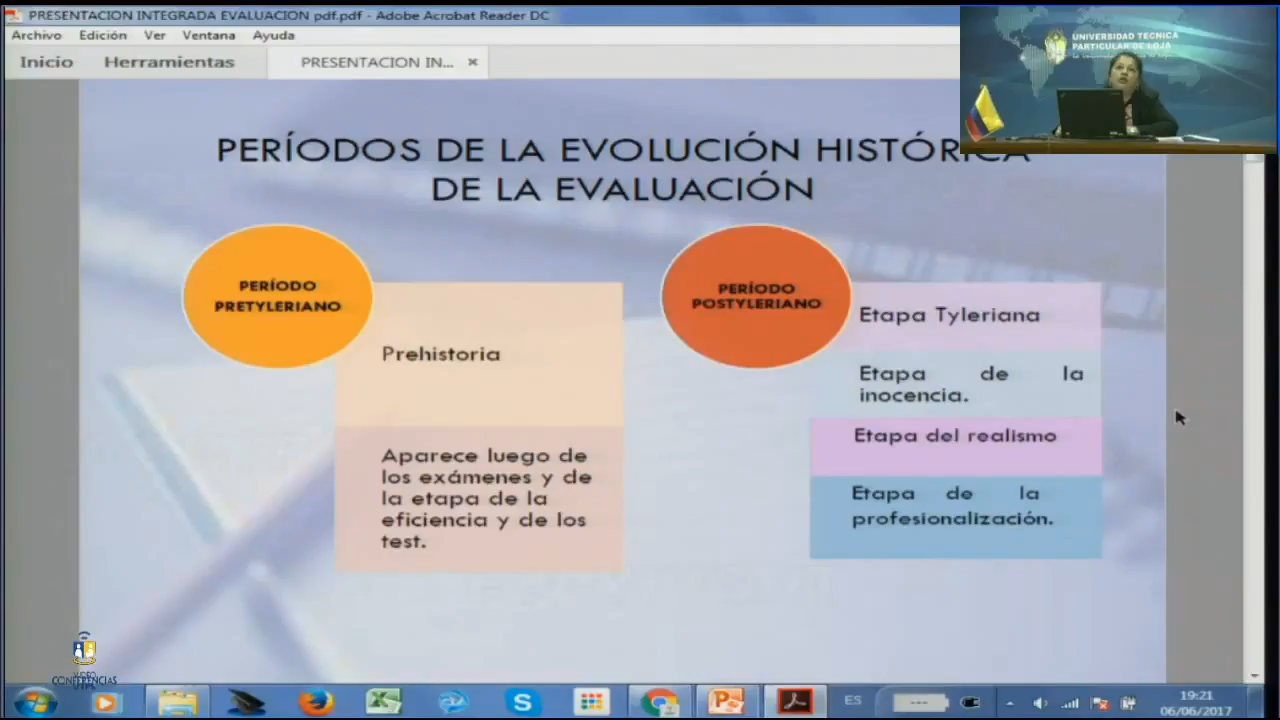 PRESENTACION INTEGRADA EVALUACION pdf.pdf - Adobe Acrobat Reader DC
Archivo Edición Ver Ventana Ayuda
Inicio Herramientas PRESENTACION IN... ×
UNIVERSIDAD TÉCNICA
PARTICULAR DE LOJA
PERÍODOS DE LA EVOLUCIÓN HISTÓRICA
DE LA EVALUACIÓN
PERÍODO
PRETYLERIANO
Prehistoria
Aparece luego de
los exámenes y de
la etapa de la
eficiencia y de los
test.
PERÍODO
POSTYLERIANO
Etapa Tyleriana
Etapa de la
inocencia.
Etapa del realismo
Etapa de la
profesionalización.
CONFERENCIAS
UTPL
ES
19:21
06/06/2017